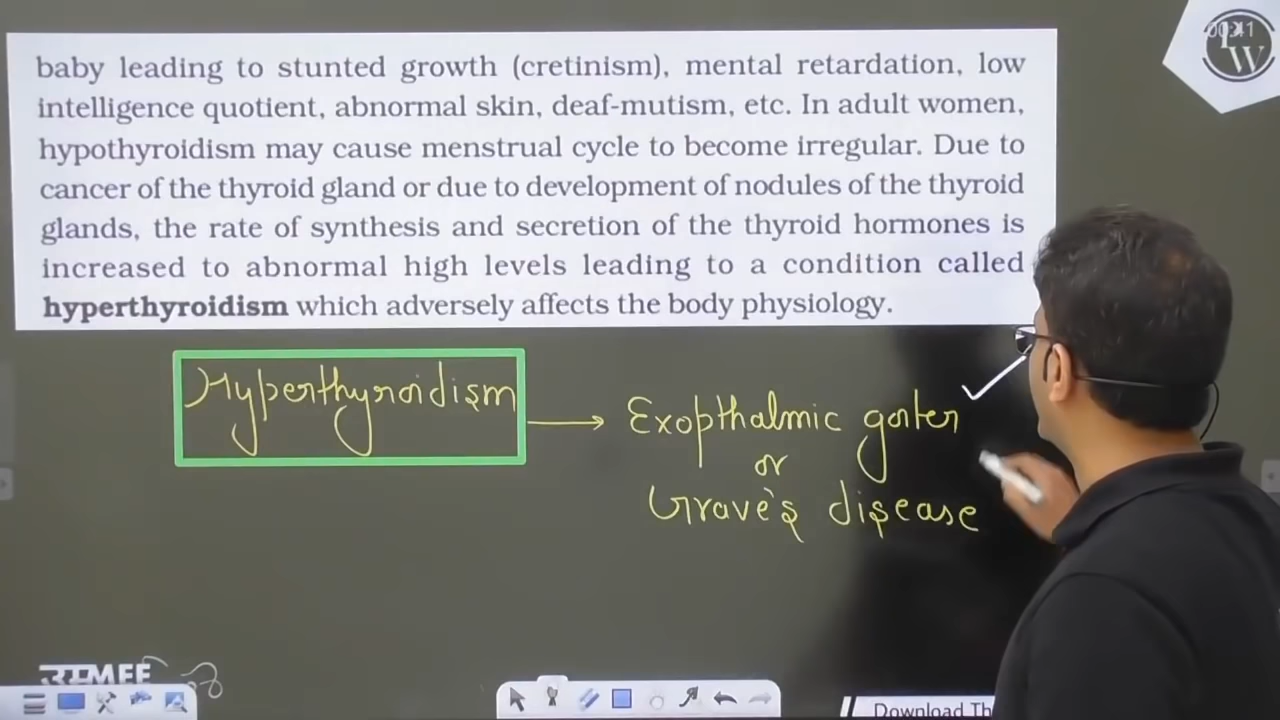 baby leading to stunted growth (cretinism), mental retardation, low
intelligence quotient, abnormal skin, deaf-mutism, etc. In adult women,
hypothyroidism may cause menstrual cycle to become irregular. Due to
cancer of the thyroid gland or due to development of nodules of the thyroid
glands, the rate of synthesis and secretion of the thyroid hormones is
increased to abnormal high levels leading to a condition called
hyperthyroidism which adversely affects the body physiology.
Hyperthyroidism
Exopthalmic goiter
or
Grave's disease
Download Th